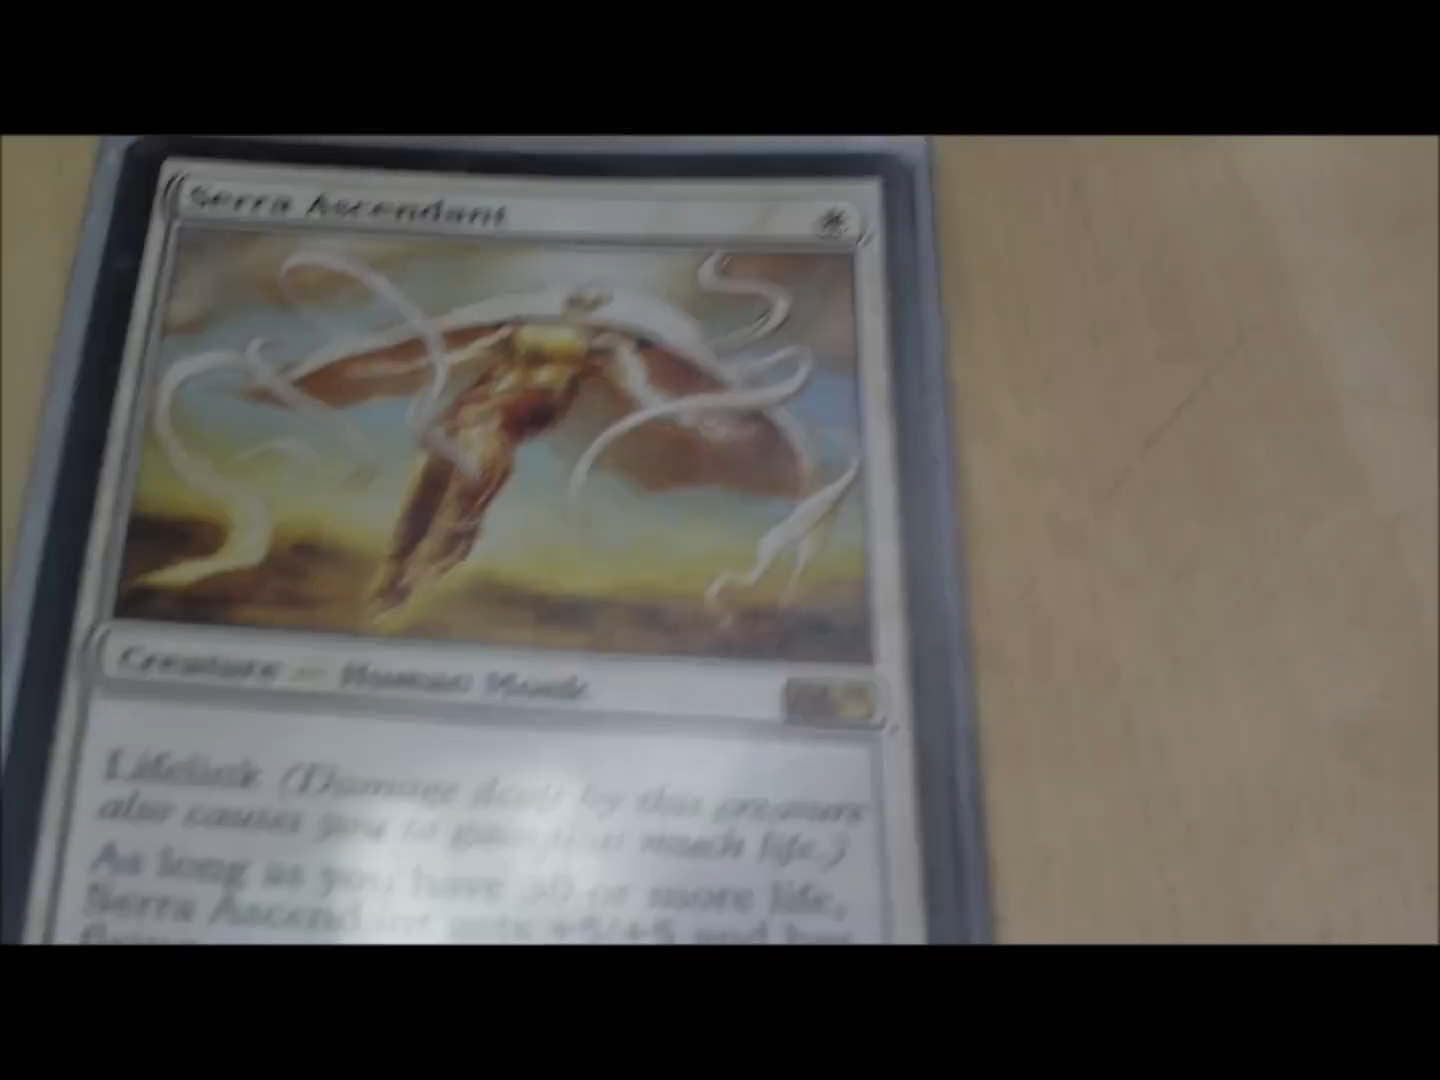 Serra Ascendant
Creature — Human Monk
Lifelink (Damage dealt by this creature
also causes you to gain that much life.)
As long as you have 30 or more life,
Serra Ascendant gets +5/+5 and has